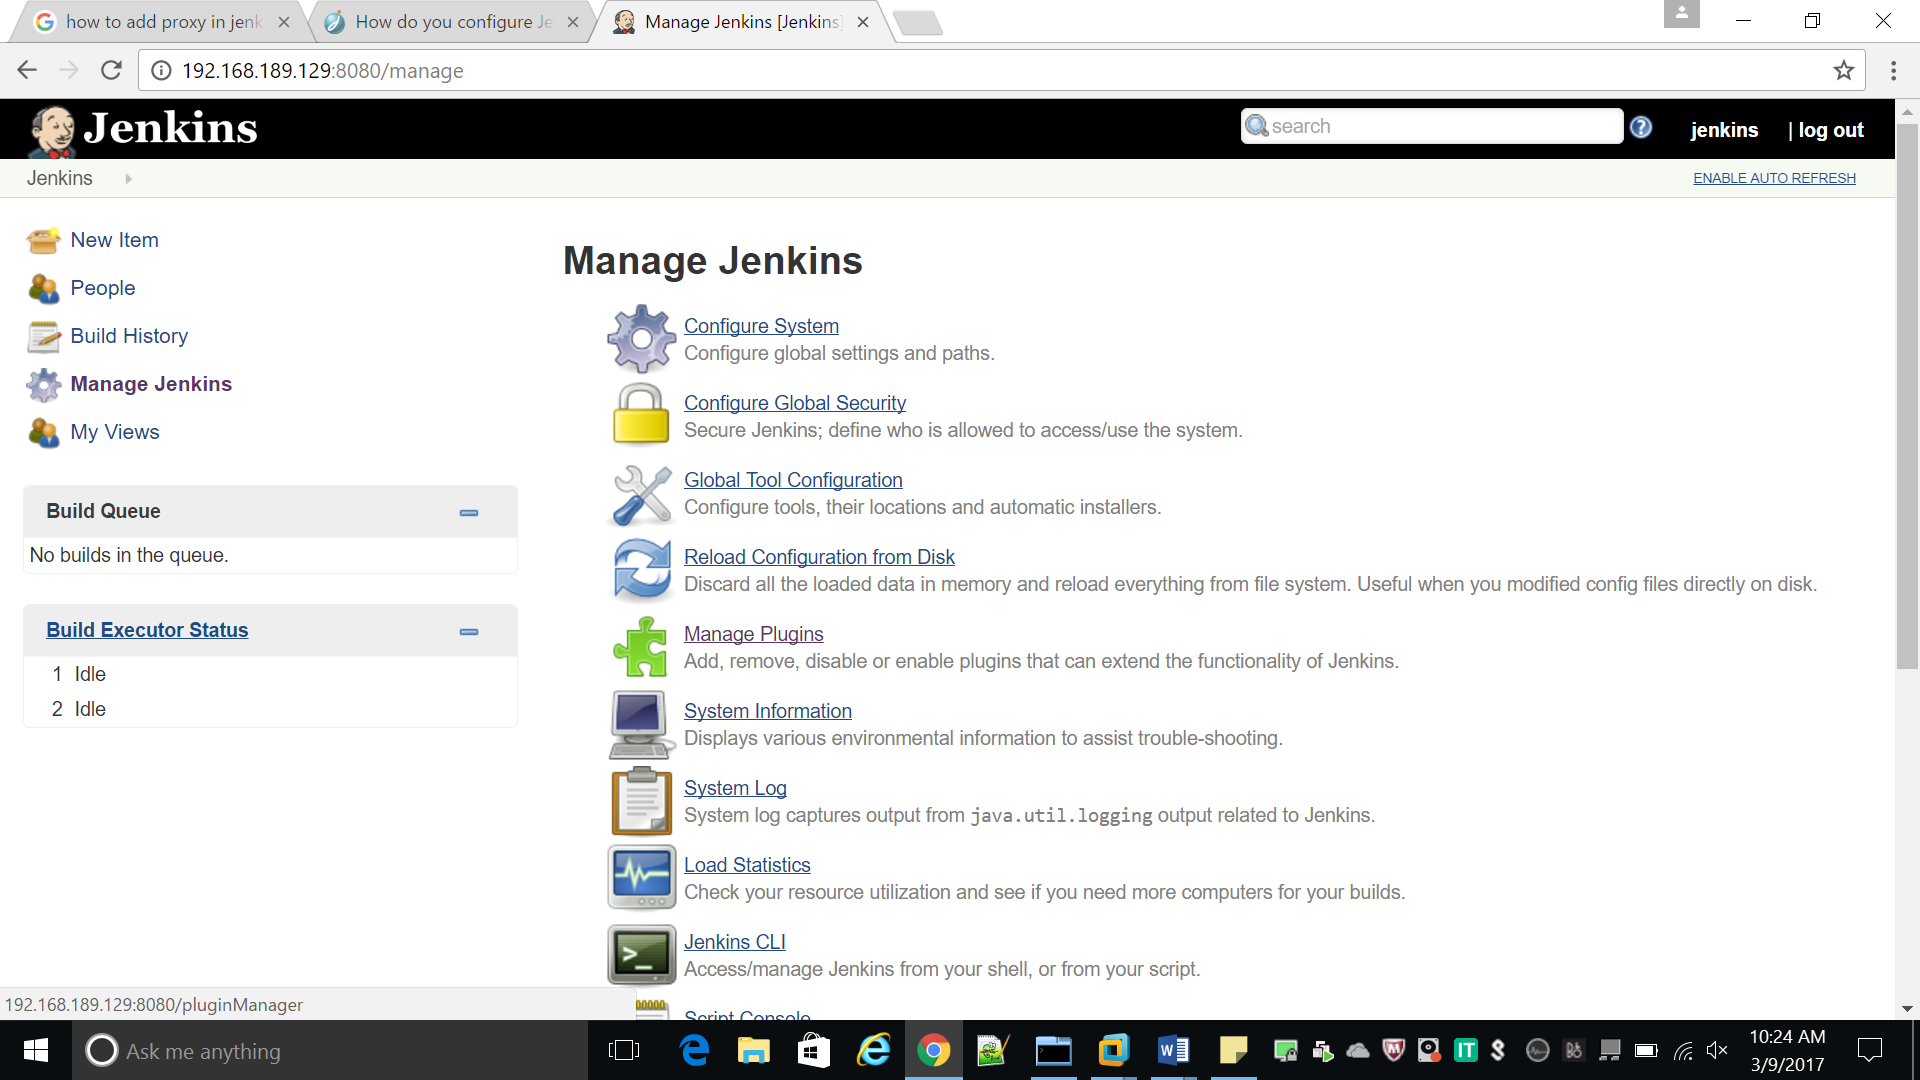 how to add proxy in jenk
How do you configure Je
Manage Jenkins [Jenkins]
192.168.189.129:8080/manage
Jenkins
search
jenkins
| log out
Jenkins
ENABLE AUTO REFRESH
New Item
People
Build History
Manage Jenkins
My Views
Build Queue
No builds in the queue.
Build Executor Status
1 Idle
2 Idle
Manage Jenkins
Configure System
Configure global settings and paths.
Configure Global Security
Secure Jenkins; define who is allowed to access/use the system.
Global Tool Configuration
Configure tools, their locations and automatic installers.
Reload Configuration from Disk
Discard all the loaded data in memory and reload everything from file system. Useful when you modified config files directly on disk.
Manage Plugins
Add, remove, disable or enable plugins that can extend the functionality of Jenkins.
System Information
Displays various environmental information to assist trouble-shooting.
System Log
System log captures output from java.util.logging output related to Jenkins.
Load Statistics
Check your resource utilization and see if you need more computers for your builds.
Jenkins CLI
Access/manage Jenkins from your shell, or from your script.
Script Console
192.168.189.129:8080/pluginManager
Ask me anything
IT
10:24 AM
3/9/2017